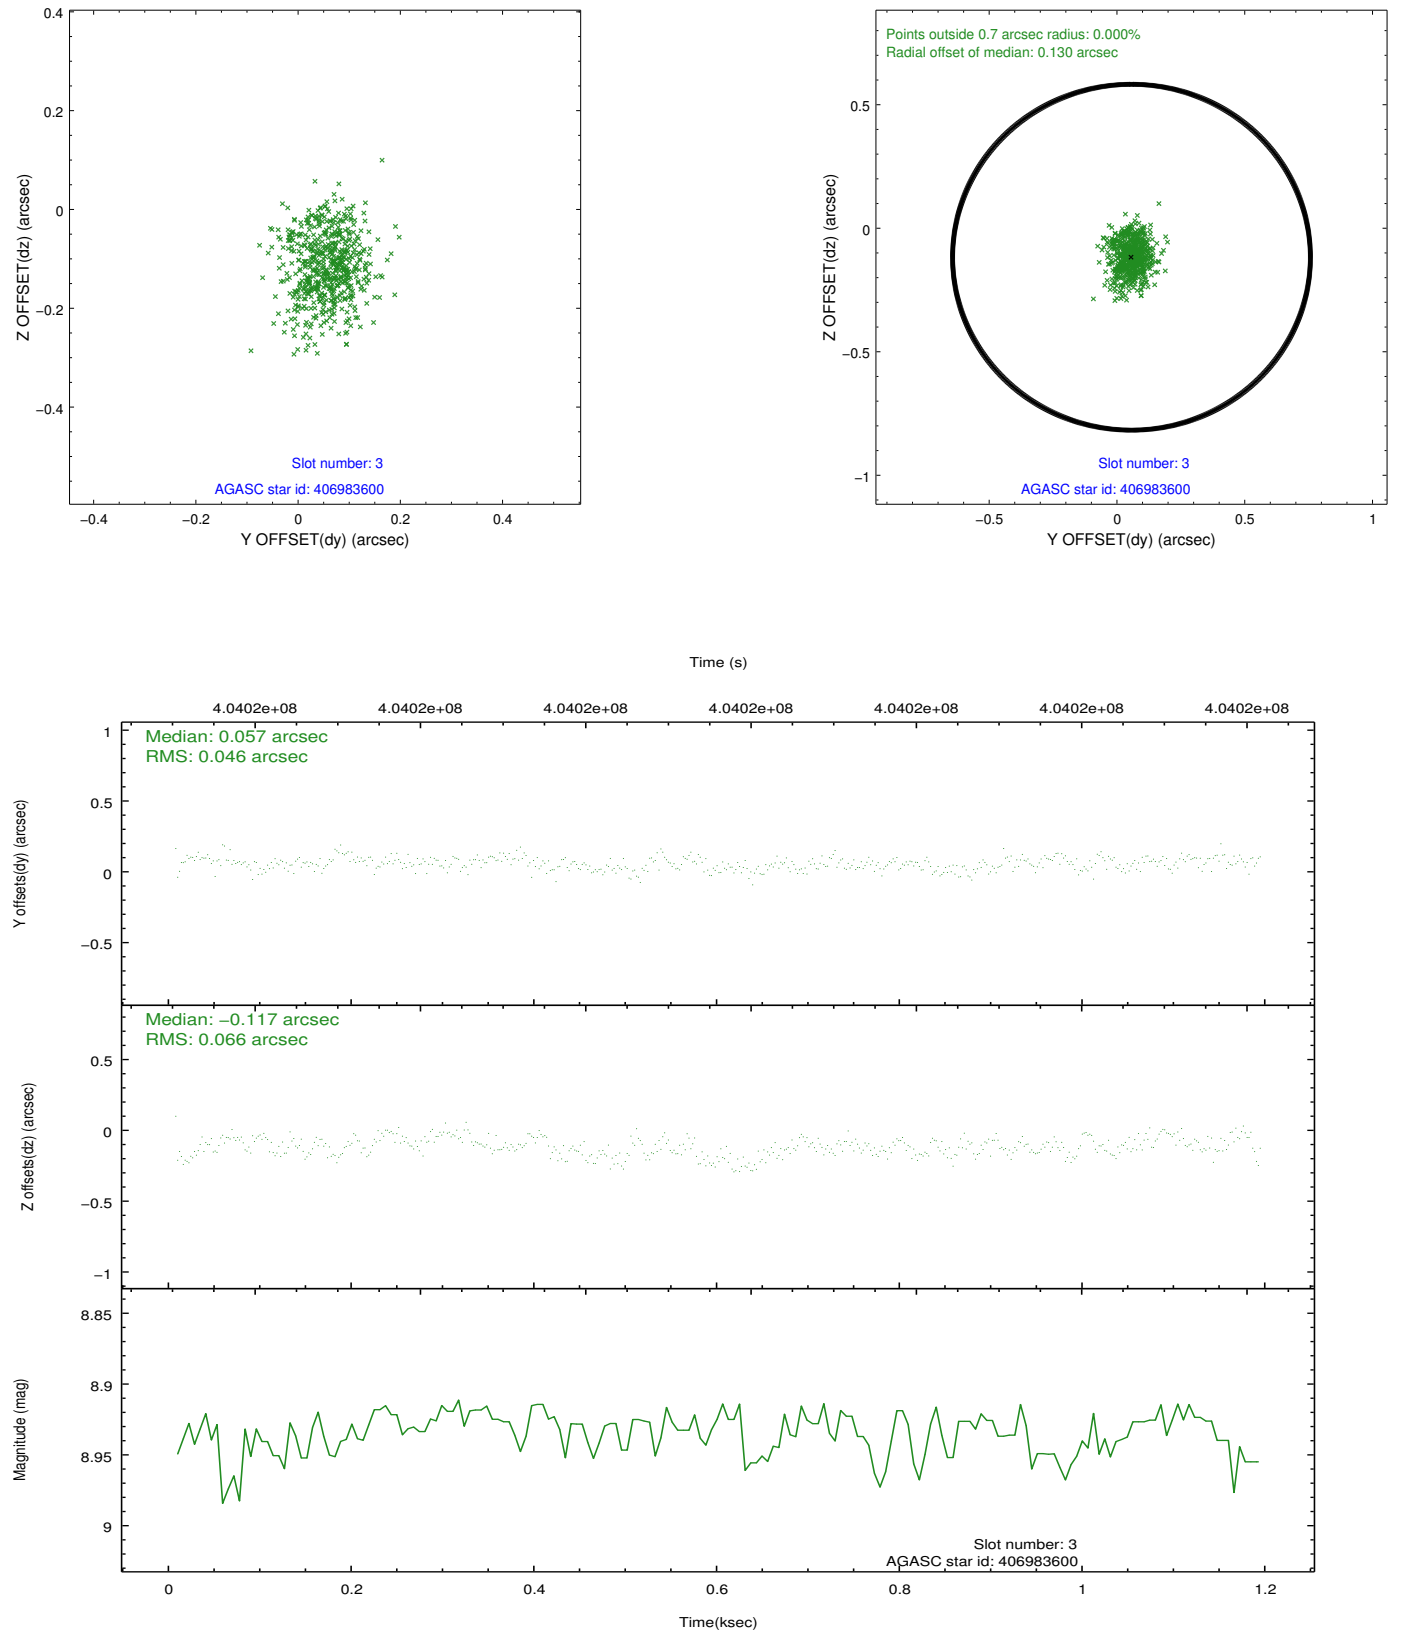 0.4
0.2
0
−0.2
−0.4
Z OFFSET(dz) (arcsec)
Slot number: 3
AGASC star id: 406983600
−0.4 −0.2 0 0.2 0.4
Y OFFSET(dy) (arcsec)
Points outside 0.7 arcsec radius: 0.000%
Radial offset of median: 0.130 arcsec
0.5
0
−0.5
−1
Z OFFSET(dz) (arcsec)
Slot number: 3
AGASC star id: 406983600
−0.5 0 0.5 1
Y OFFSET(dy) (arcsec)
Time (s)
4.0402e+08 4.0402e+08 4.0402e+08 4.0402e+08 4.0402e+08 4.0402e+08 4.0402e+08
Median: 0.057 arcsec
RMS: 0.046 arcsec
1
0.5
0
−0.5
Y offsets(dy) (arcsec)
Median: −0.117 arcsec
RMS: 0.066 arcsec
0.5
0
−0.5
−1
Z offsets(dz) (arcsec)
8.85
8.9
8.95
9
Magnitude (mag)
Slot number: 3
AGASC star id: 406983600
0 0.2 0.4 0.6 0.8 1 1.2
Time(ksec)